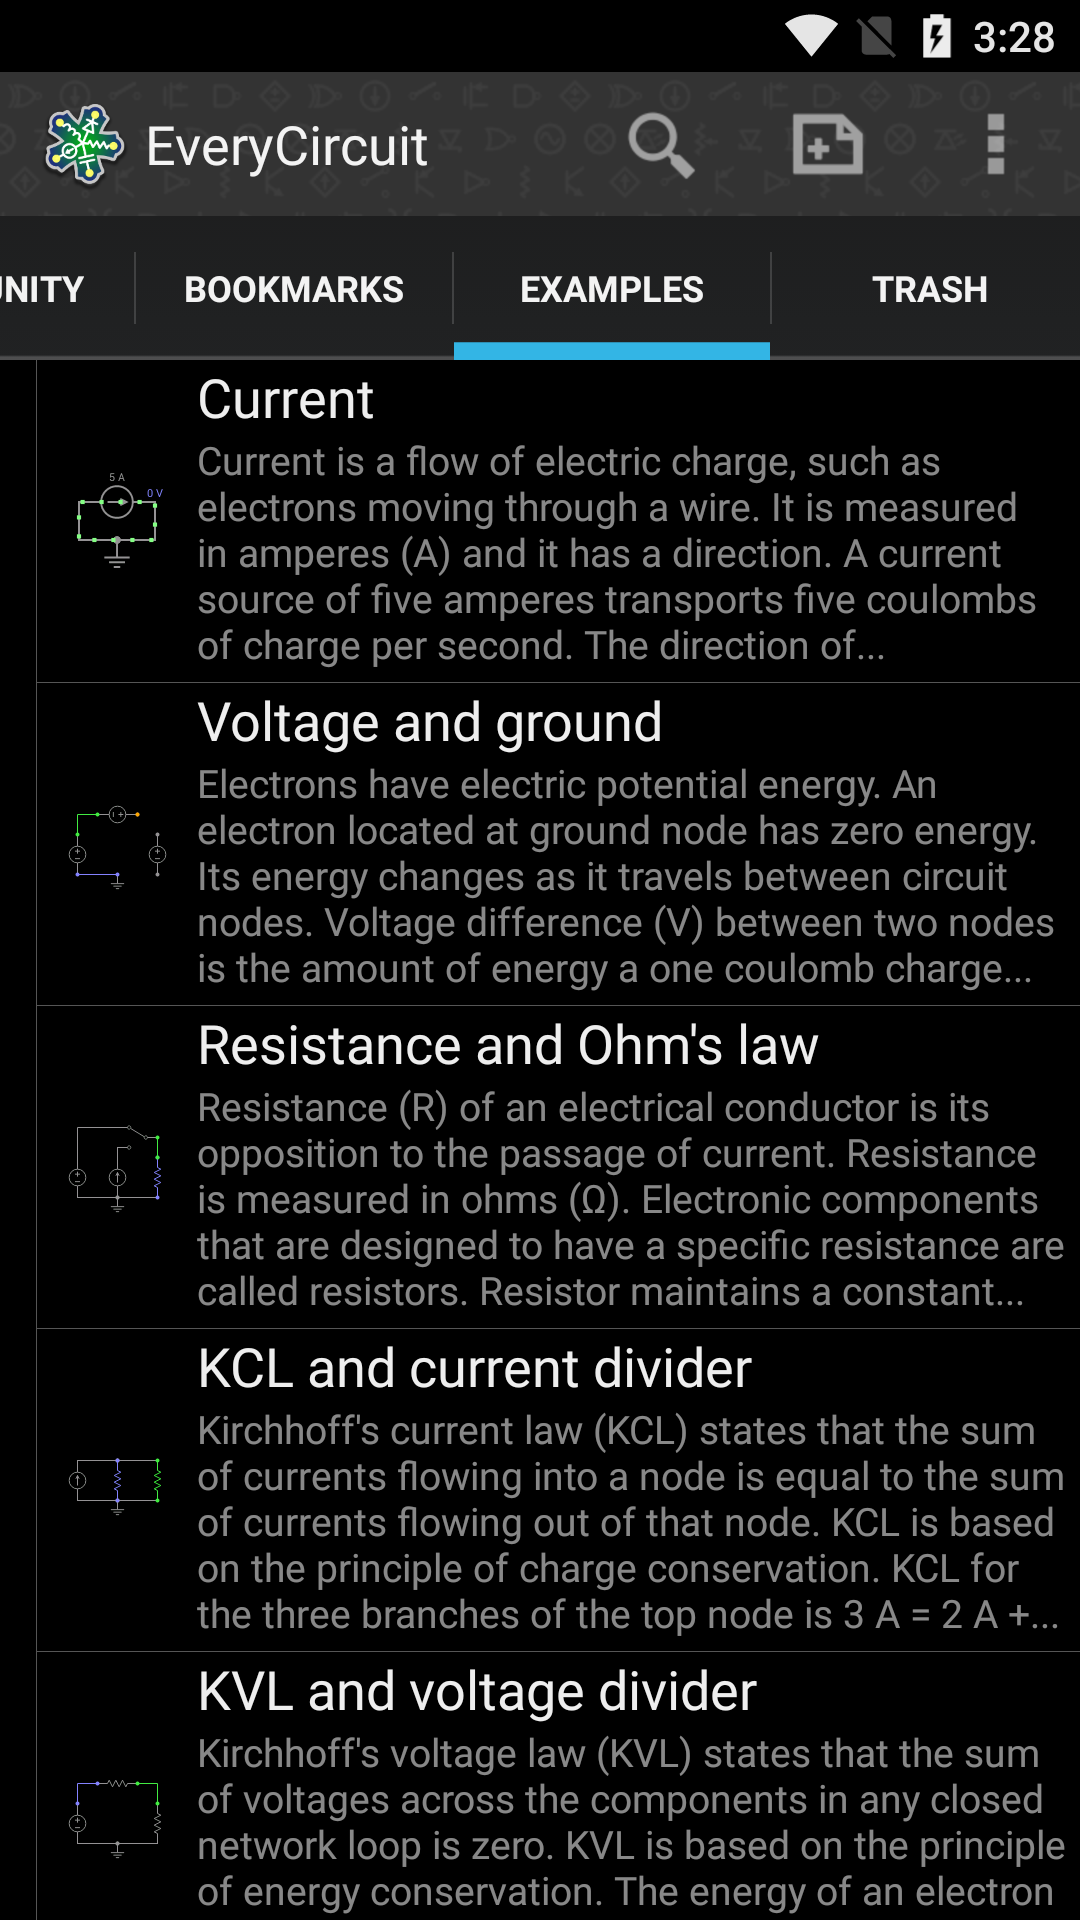 3:28
EveryCircuit
UNITY
BOOKMARKS
EXAMPLES
TRASH
Current
5 A
0 V
Current is a flow of electric charge, such as
electrons moving through a wire. It is measured
in amperes (A) and it has a direction. A current
source of five amperes transports five coulombs
of charge per second. The direction of...
Voltage and ground
Electrons have electric potential energy. An
electron located at ground node has zero energy.
Its energy changes as it travels between circuit
nodes. Voltage difference (V) between two nodes
is the amount of energy a one coulomb charge...
Resistance and Ohm's law
Resistance (R) of an electrical conductor is its
opposition to the passage of current. Resistance
is measured in ohms (Ω). Electronic components
that are designed to have a specific resistance are
called resistors. Resistor maintains a constant...
KCL and current divider
Kirchhoff's current law (KCL) states that the sum
of currents flowing into a node is equal to the sum
of currents flowing out of that node. KCL is based
on the principle of charge conservation. KCL for
the three branches of the top node is 3 A = 2 A +...
KVL and voltage divider
Kirchhoff's voltage law (KVL) states that the sum
of voltages across the components in any closed
network loop is zero. KVL is based on the principle
of energy conservation. The energy of an electron